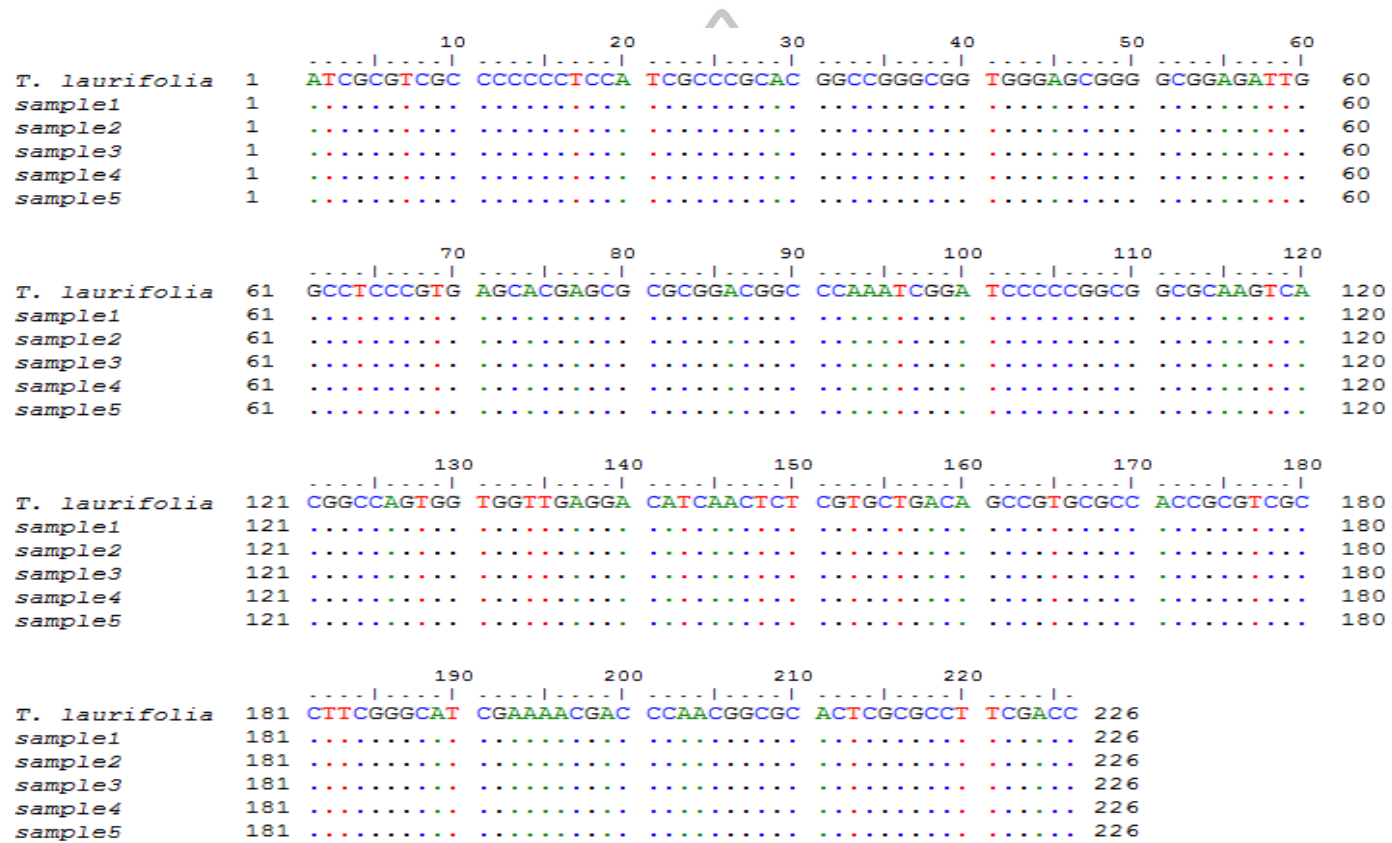 10 20 30 40 50 60
....|....| ....|....| ....|....| ....|....| ....|....| ....|....|
T. laurifolia 1 ATCGCGTCGC CCCCCCTCCA TCGCCCGCAC GGCCGGGCGG TGGGAGCGGG GCGGAGATTG 60
sample1 1 .......... .......... .......... .......... .......... .......... 60
sample2 1 .......... .......... .......... .......... .......... .......... 60
sample3 1 .......... .......... .......... .......... .......... .......... 60
sample4 1 .......... .......... .......... .......... .......... .......... 60
sample5 1 .......... .......... .......... .......... .......... .......... 60
70 80 90 100 110 120
....|....| ....|....| ....|....| ....|....| ....|....| ....|....|
T. laurifolia 61 GCCTCCCGTG AGCACGAGCG CGCGGACGGC CCAAATCGGA TCCCCCGGCG GCGCAAGTCA 120
sample1 61 .......... .......... .......... .......... .......... .......... 120
sample2 61 .......... .......... .......... .......... .......... .......... 120
sample3 61 .......... .......... .......... .......... .......... .......... 120
sample4 61 .......... .......... .......... .......... .......... .......... 120
sample5 61 .......... .......... .......... .......... .......... .......... 120
130 140 150 160 170 180
....|....| ....|....| ....|....| ....|....| ....|....| ....|....|
T. laurifolia 121 CGGCCAGTGG TGGTTGAGGA CATCAACTCT CGTGCTGACA GCCGTGCGCC ACCGCGTCGC 180
sample1 121 .......... .......... .......... .......... .......... .......... 180
sample2 121 .......... .......... .......... .......... .......... .......... 180
sample3 121 .......... .......... .......... .......... .......... .......... 180
sample4 121 .......... .......... .......... .......... .......... .......... 180
sample5 121 .......... .......... .......... .......... .......... .......... 180
190 200 210 220
....|....| ....|....| ....|....| ....|....| ....|.
T. laurifolia 181 CTTCGGGCAT CGAAAACGAC CCAACGGCGC ACTCGCGCCT TCGACC 226
sample1 181 .......... .......... .......... .......... ...... 226
sample2 181 .......... .......... .......... .......... ...... 226
sample3 181 .......... .......... .......... .......... ...... 226
sample4 181 .......... .......... .......... .......... ...... 226
sample5 181 .......... .......... .......... .......... ...... 226